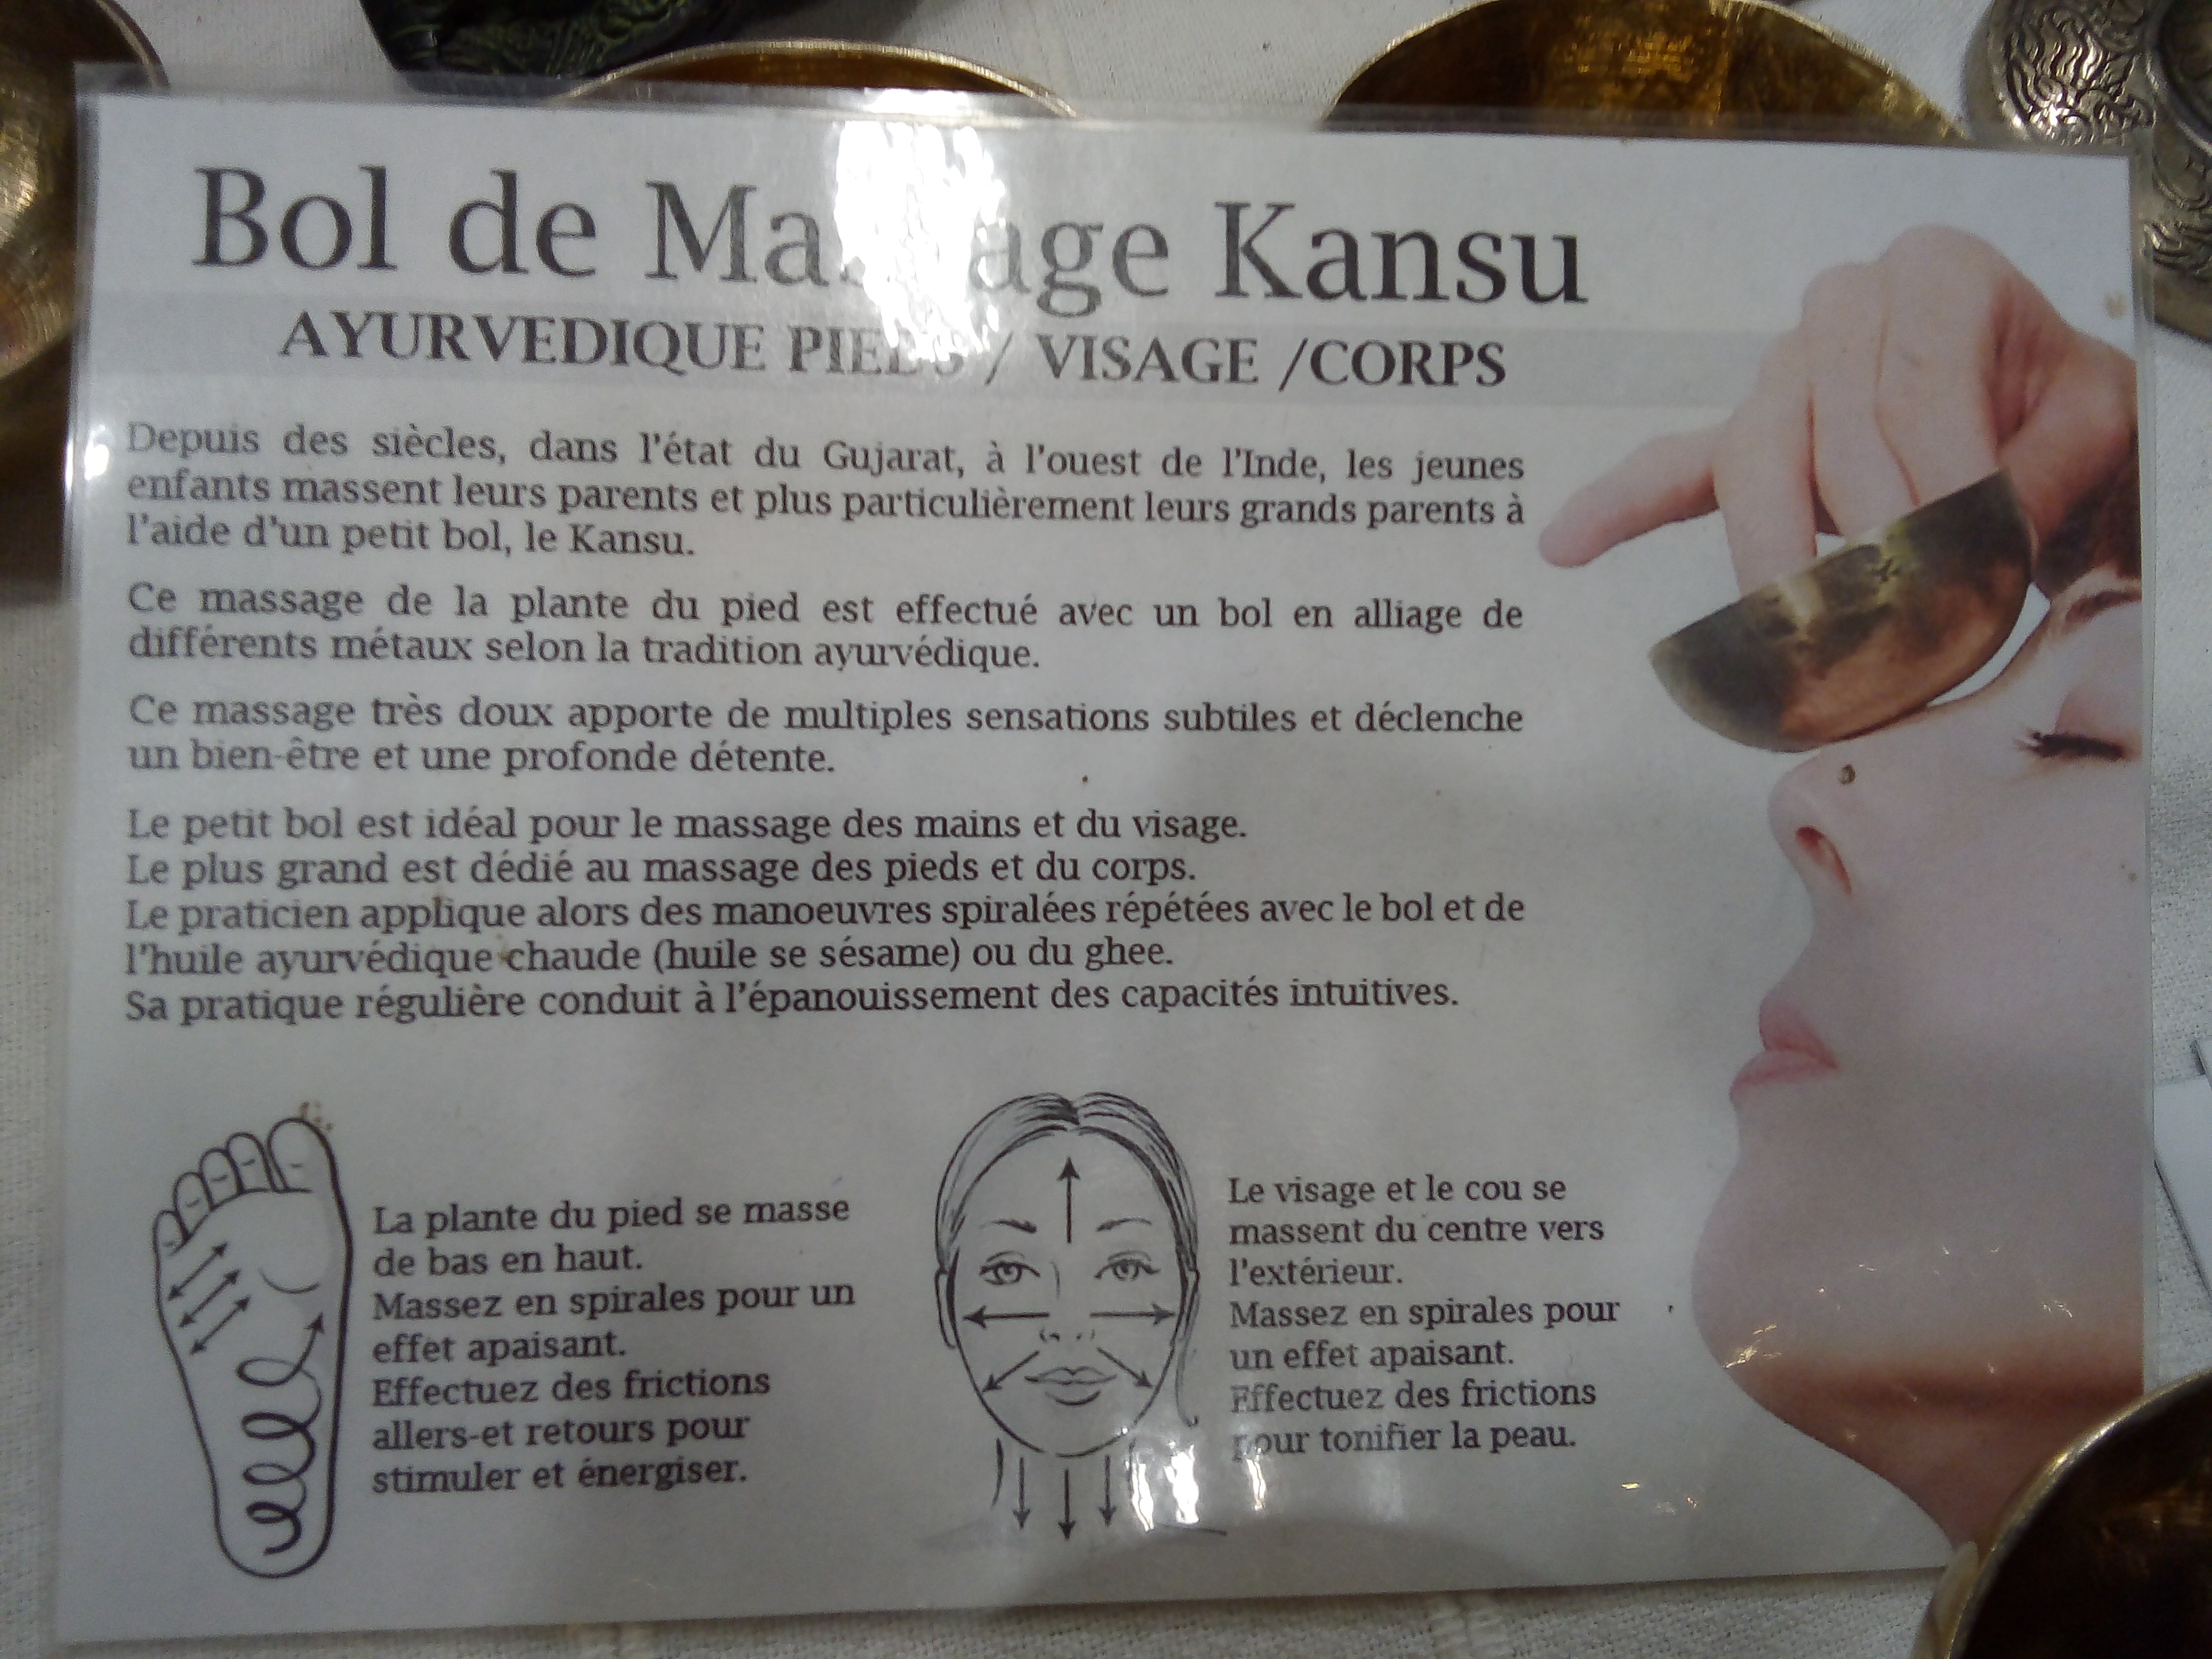 Bol de Massage Kansu
AYURVEDIQUE PIEDS / VISAGE /CORPS
Depuis des siècles, dans l'état du Gujarat, à l'ouest de l'Inde, les jeunes
enfants massent leurs parents et plus particulièrement leurs grands parents à
l'aide d'un petit bol, le Kansu.
Ce massage de la plante du pied est effectué avec un bol en alliage de
différents métaux selon la tradition ayurvédique.
Ce massage très doux apporte de multiples sensations subtiles et déclenche
un bien-être et une profonde détente.
Le petit bol est idéal pour le massage des mains et du visage.
Le plus grand est dédié au massage des pieds et du corps.
Le praticien applique alors des manoeuvres spiralées répétées avec le bol et de
l'huile ayurvédique chaude (huile se sésame) ou du ghee.
Sa pratique régulière conduit à l'épanouissement des capacités intuitives.
La plante du pied se masse
de bas en haut.
Massez en spirales pour un
effet apaisant.
Effectuez des frictions
allers-et retours pour
stimuler et énergiser.
Le visage et le cou se
massent du centre vers
l'extérieur.
Massez en spirales pour
un effet apaisant.
Effectuez des frictions
pour tonifier la peau.